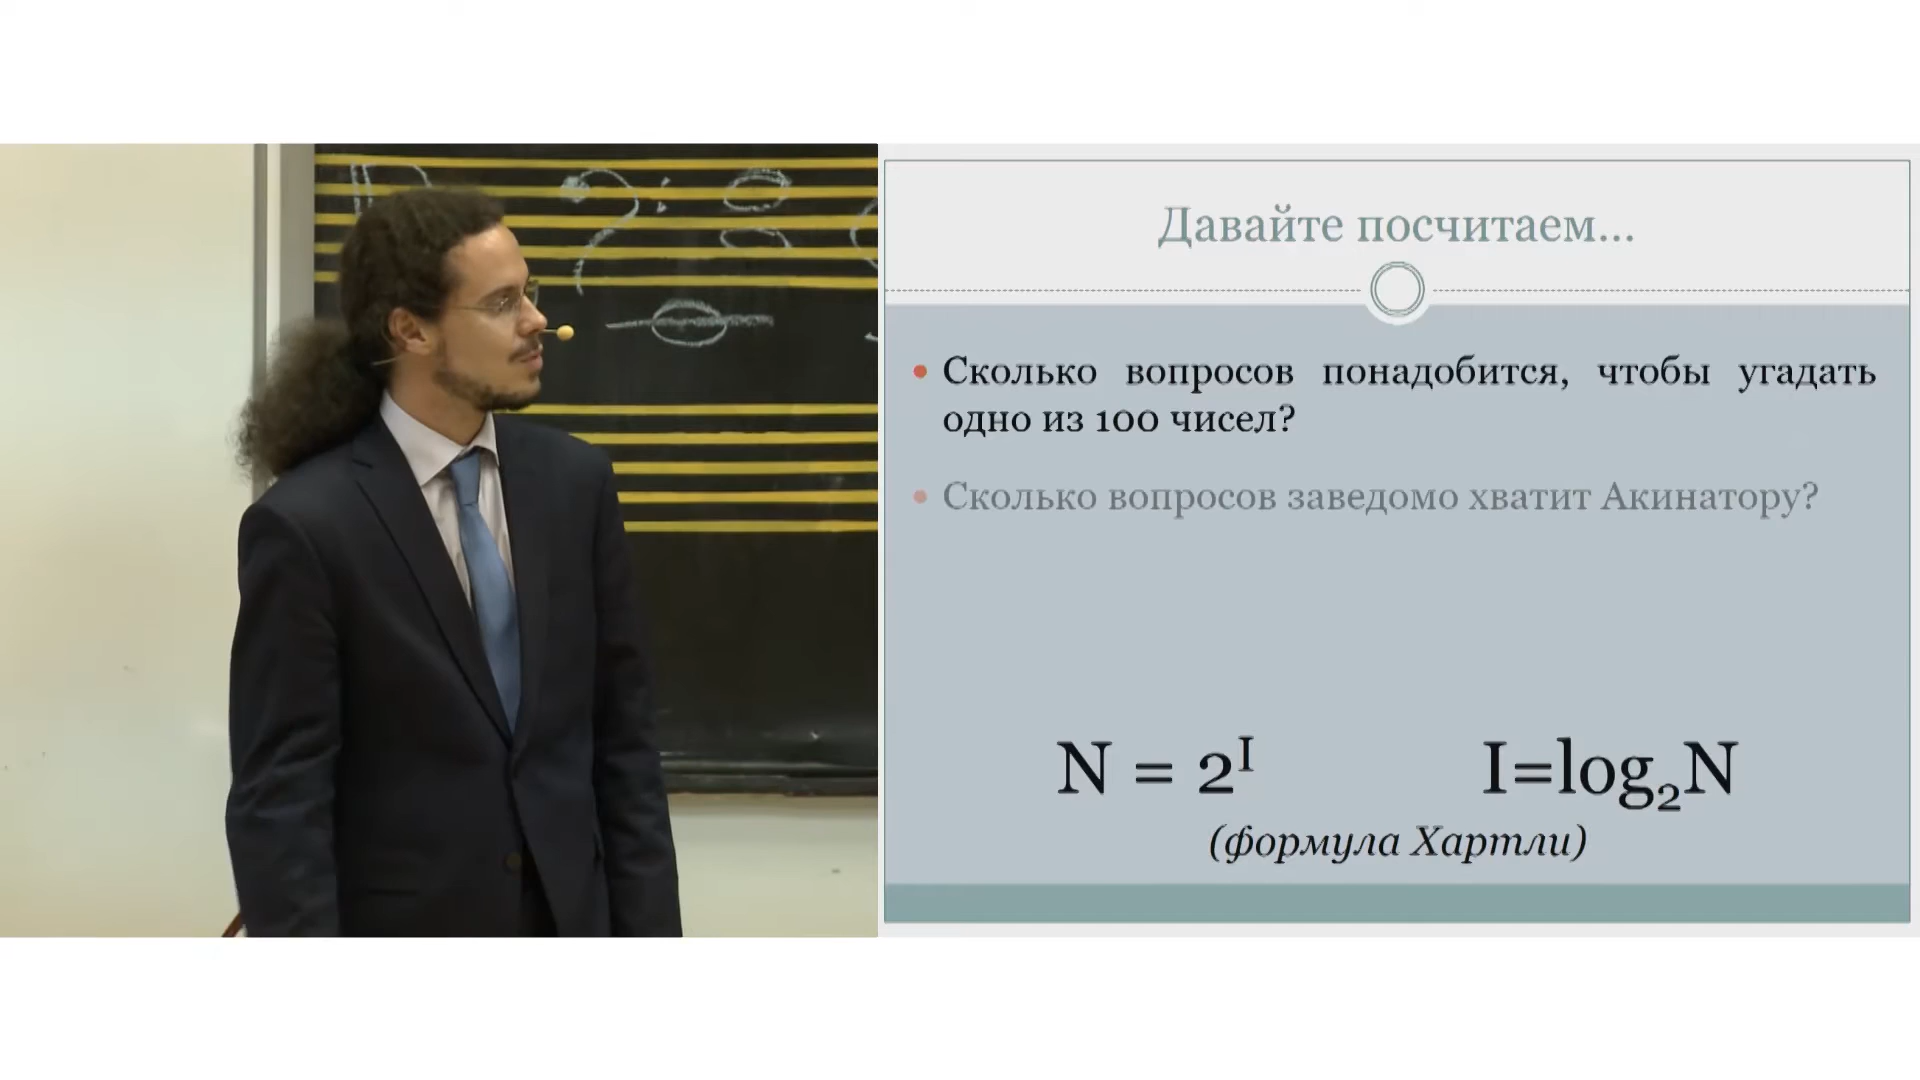 Давайте посчитаем...
Сколько вопросов понадобится, чтобы угадать
одно из 100 чисел?
Сколько вопросов заведомо хватит Акинатору?
N = 2ᴵ I=log₂N
(формула Хартли)